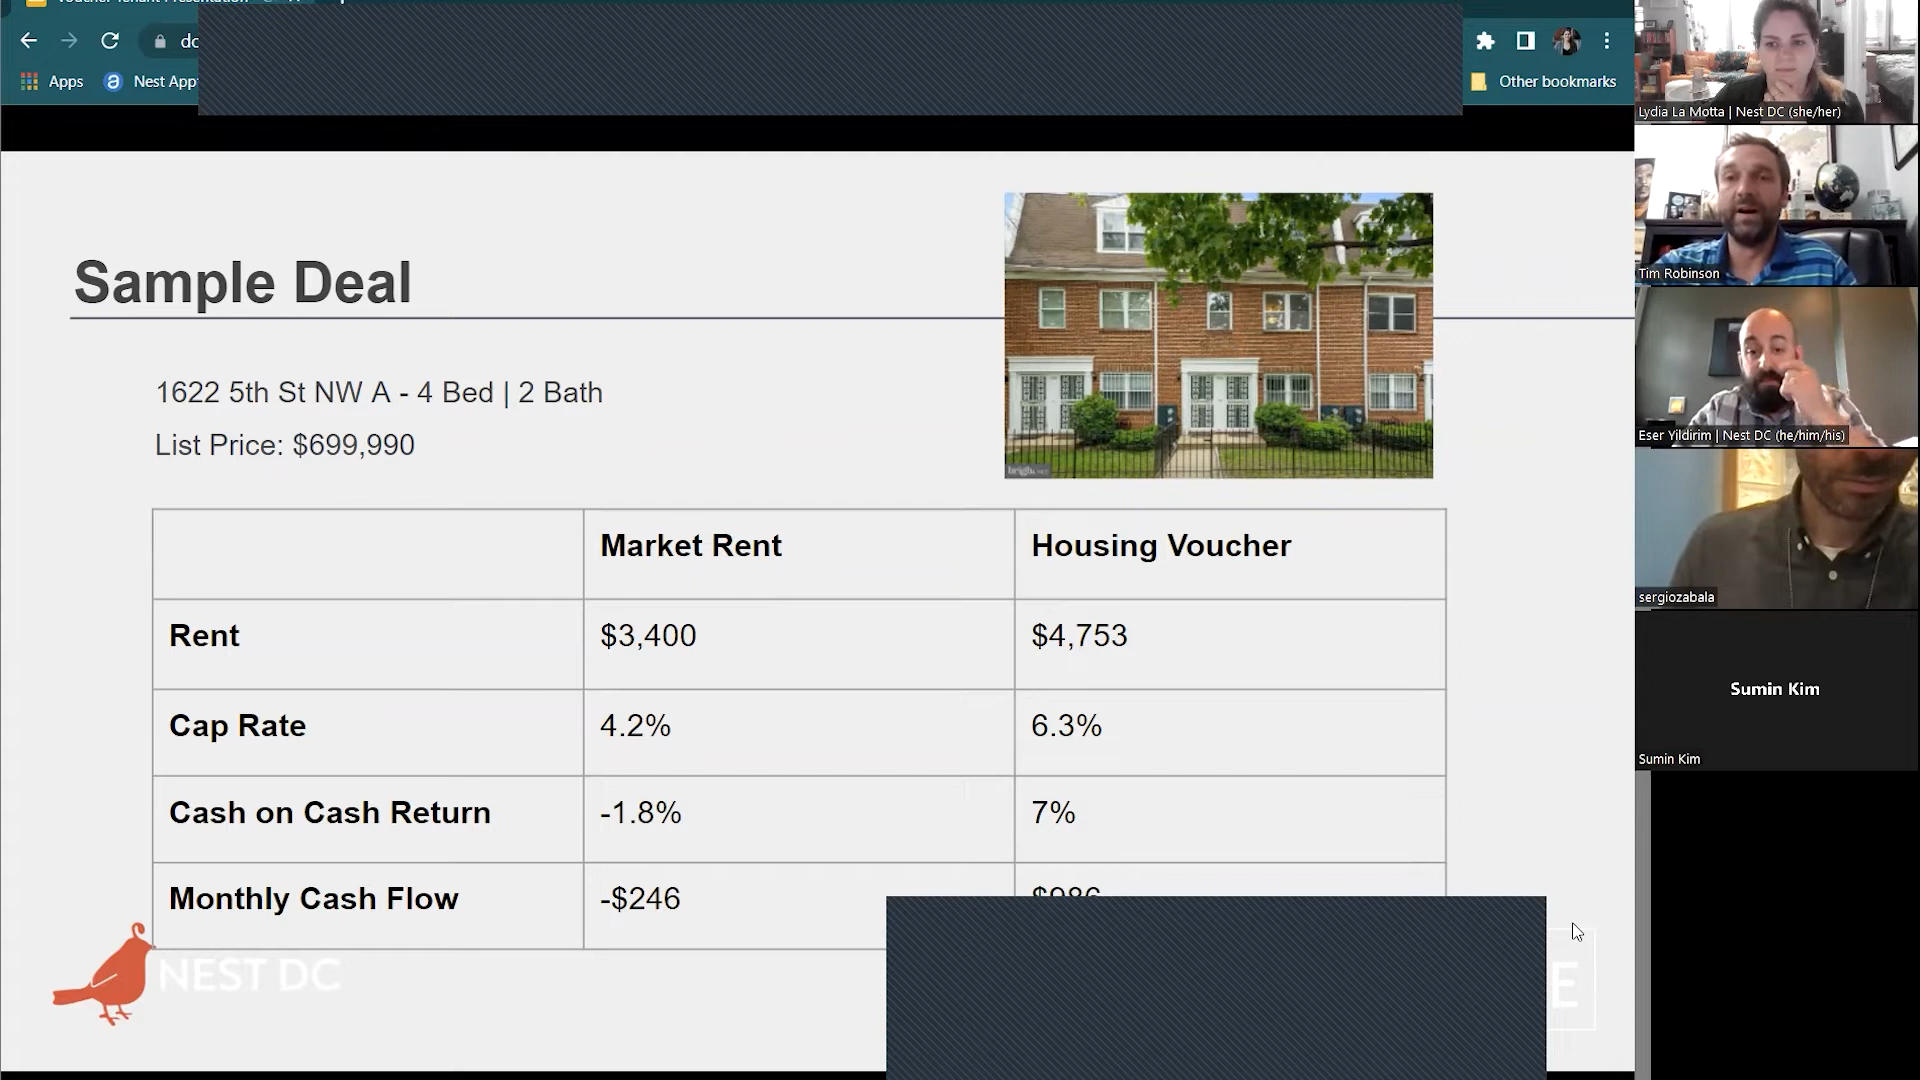 Apps
Nest App
Other bookmarks
Sample Deal
1622 5th St NW A - 4 Bed | 2 Bath
List Price: $699,990
Market Rent Housing Voucher
Rent $3,400 $4,753
Cap Rate 4.2% 6.3%
Cash on Cash Return -1.8% 7%
Monthly Cash Flow -$246
NEST DC
E
Lydia La Motta | Nest DC (she/her)
Tim Robinson
Eser Yildirim | Nest DC (he/him/his)
sergiozabala
Sumin Kim
Sumin Kim